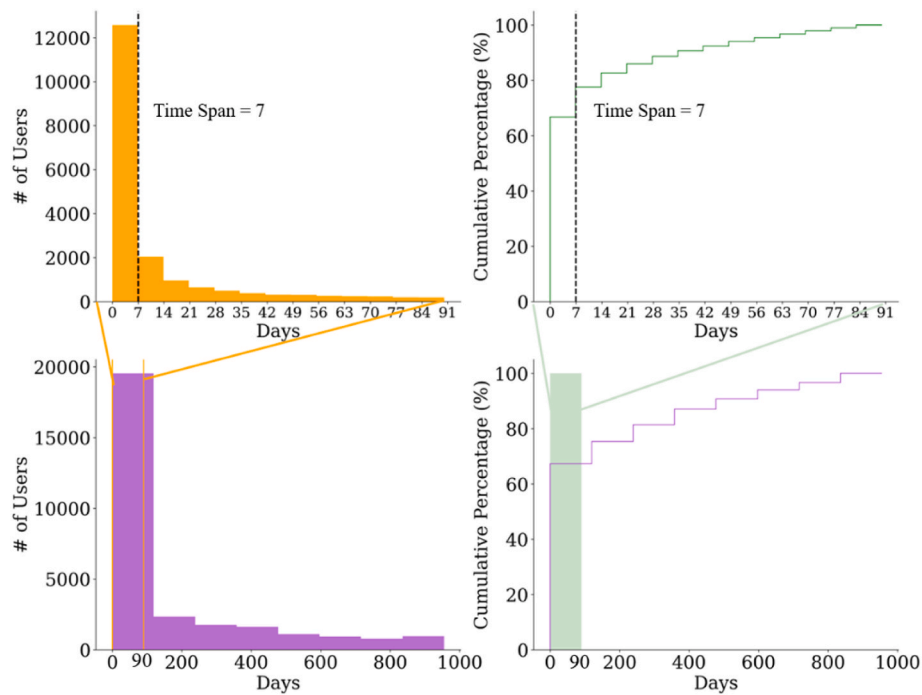 # of Users
12000
10000
8000
6000
4000
2000
0
Time Span = 7
0 7 14 21 28 35 42 49 56 63 70 77 84 91
Days
Cumulative Percentage (%)
100
80
60
40
20
0
Time Span = 7
0 7 14 21 28 35 42 49 56 63 70 77 84 91
Days
# of Users
20000
15000
10000
5000
0
0 90 200 400 600 800 1000
Days
Cumulative Percentage (%)
100
80
60
40
20
0
0 90 200 400 600 800 1000
Days